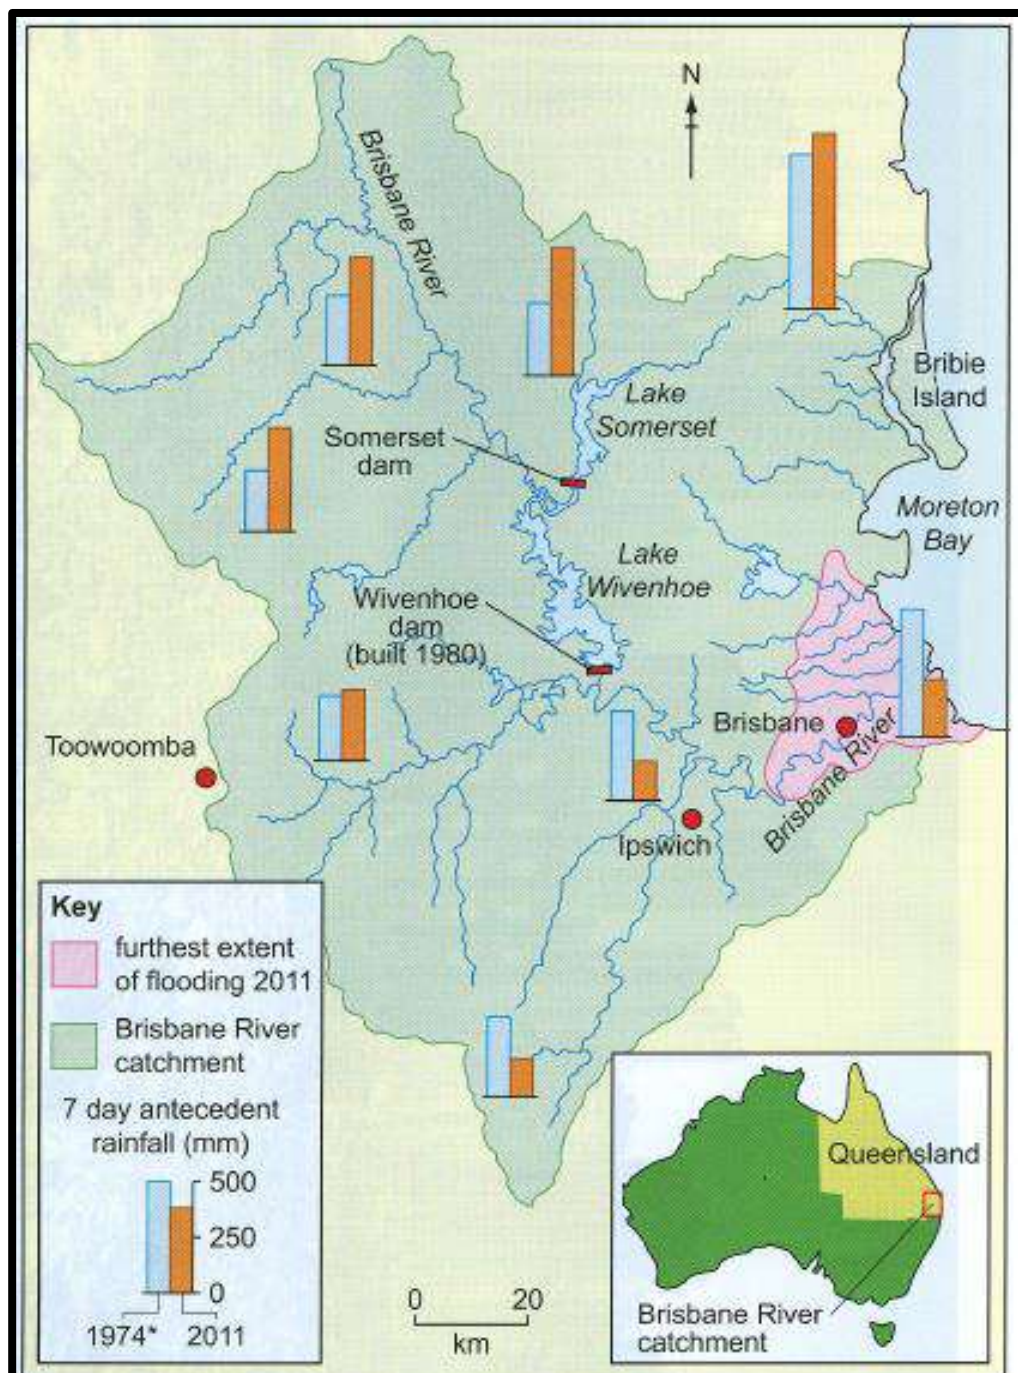 N
Brisbane River
Bribie
Island
Lake
Somerset
Somerset
dam
Moreton
Bay
Lake
Wivenhoe
Wivenhoe
dam
(built 1980)
Toowoomba
Brisbane
Brisbane River
Ipswich
Key
furthest extent
of flooding 2011
Brisbane River
catchment
7 day antecedent
rainfall (mm)
500
250
0
1974*
2011
0
20
km
Queensland
Brisbane River
catchment